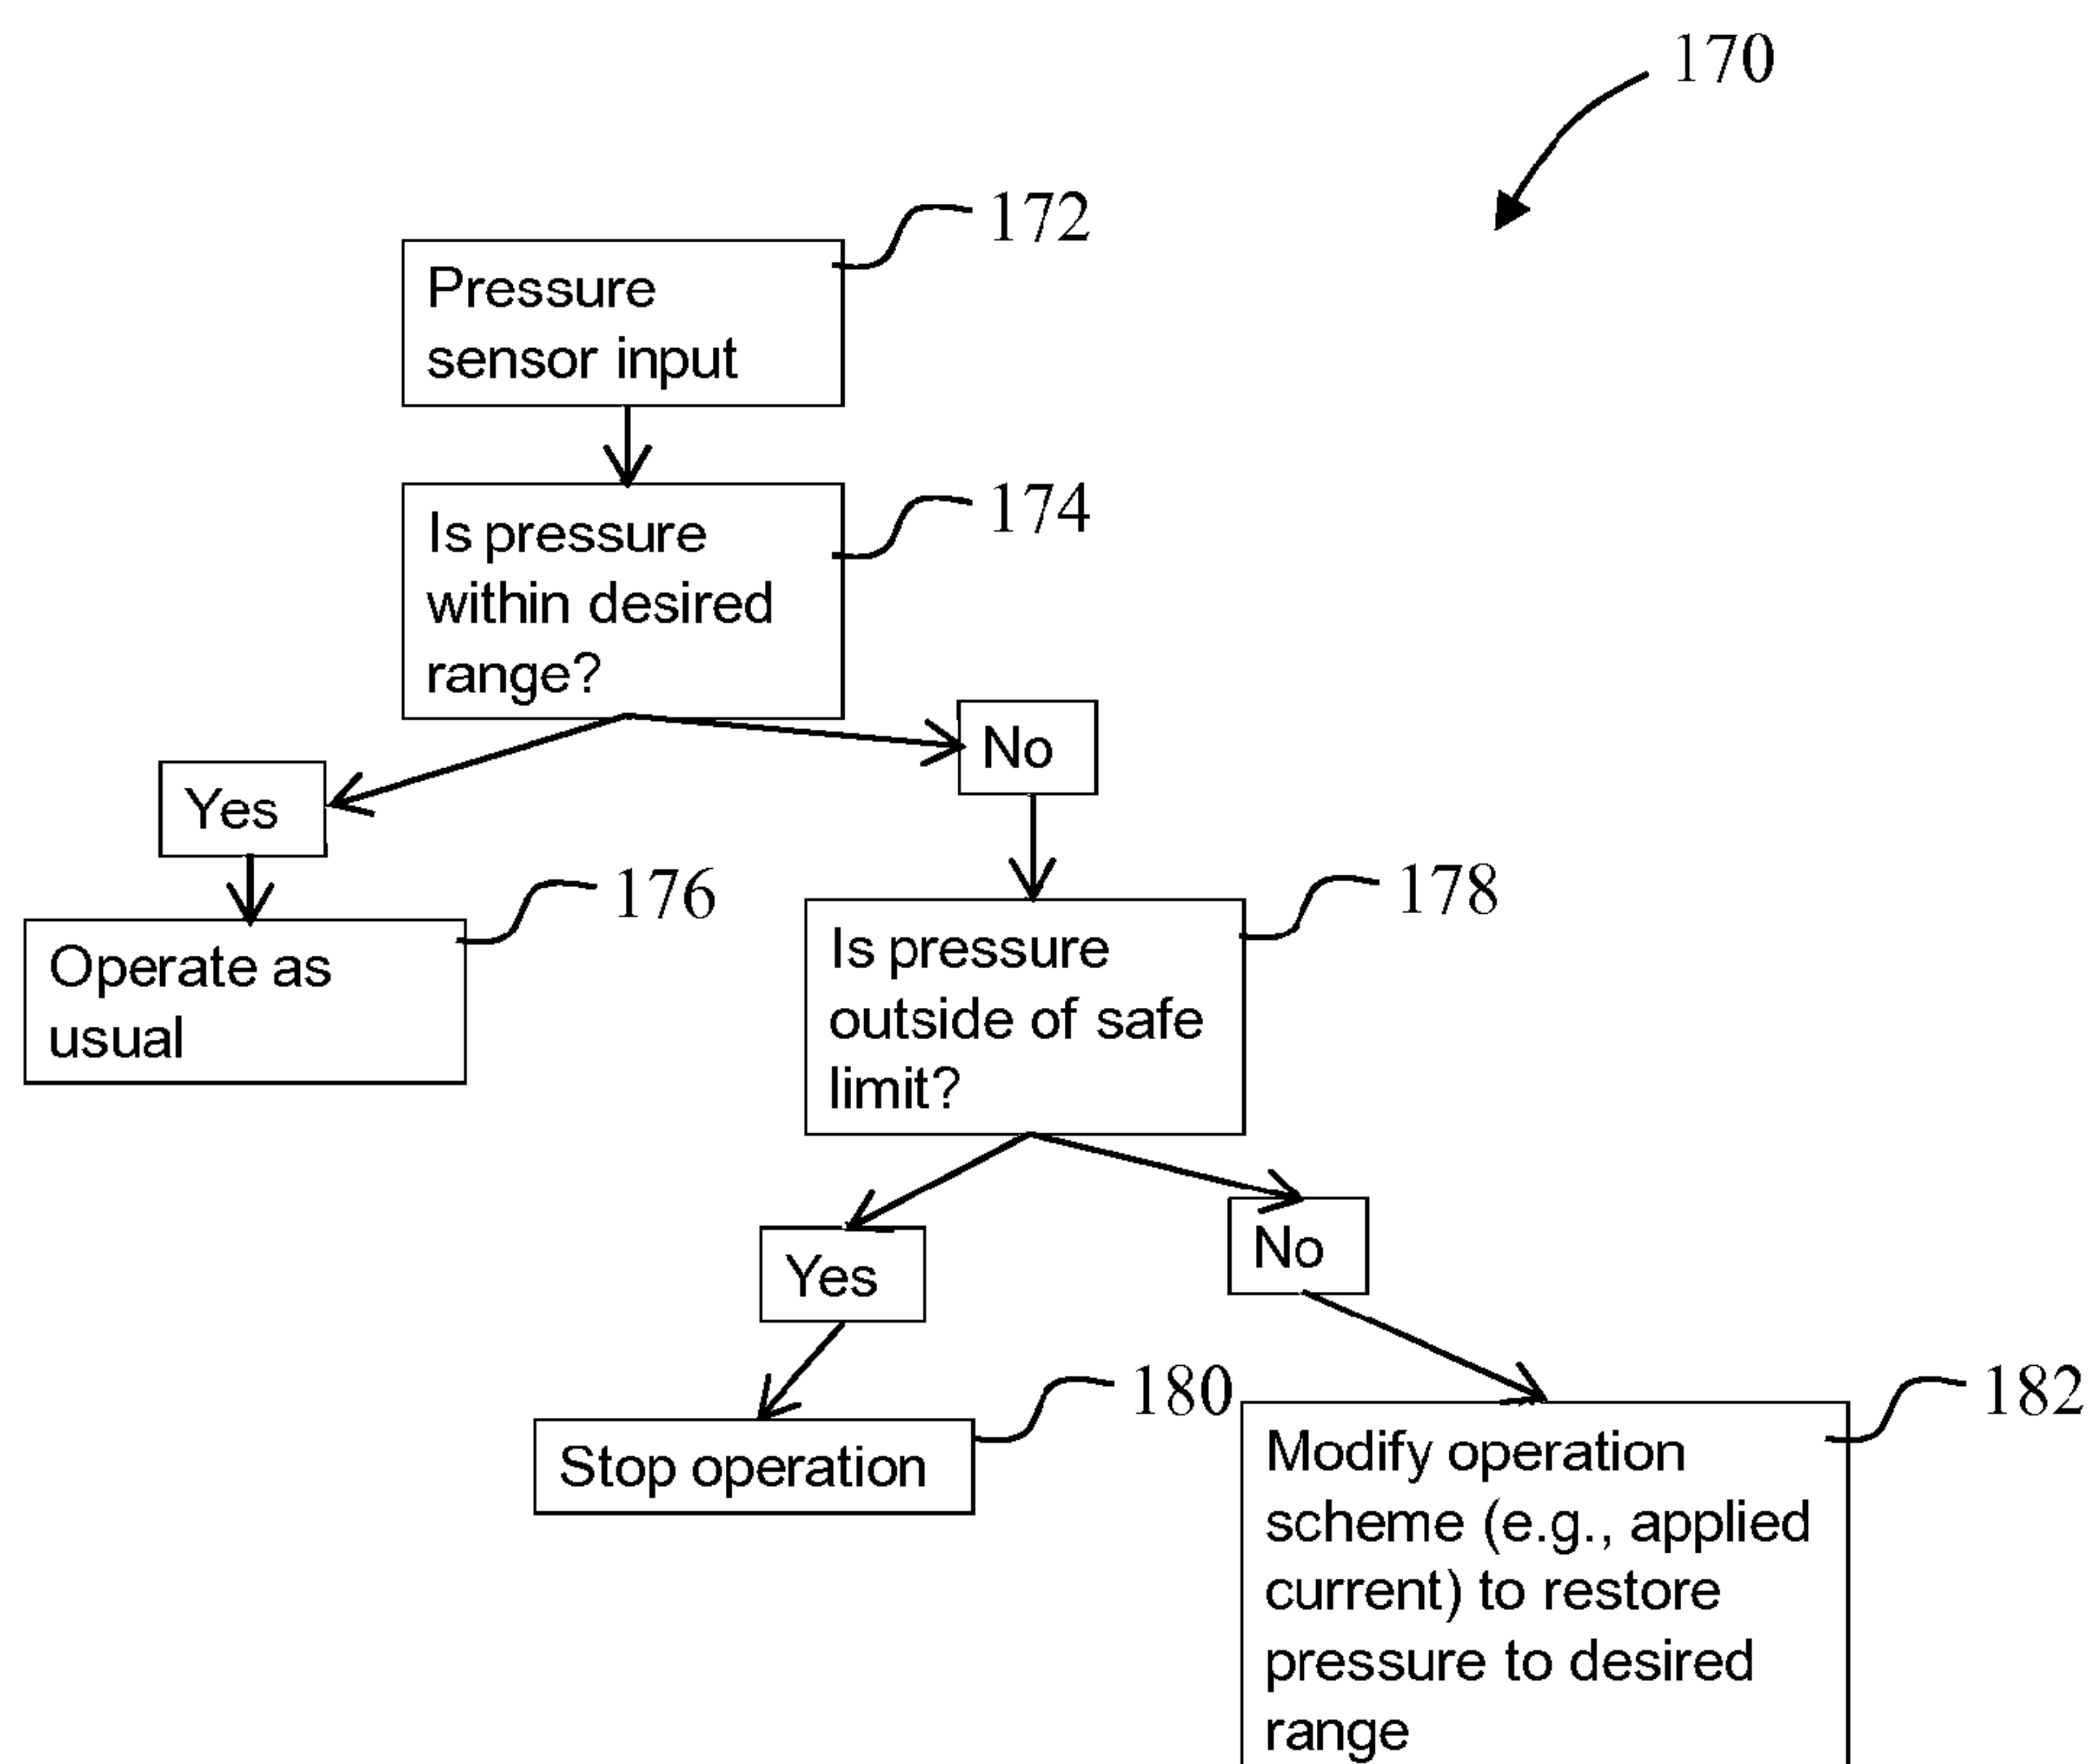 170
172
Pressure
sensor input
174
Is pressure
within desired
range?
No
Yes
176
178
Operate as
usual
Is pressure
outside of safe
limit?
Yes
No
180
182
Stop operation
Modify operation
scheme (e.g., applied
current) to restore
pressure to desired
range